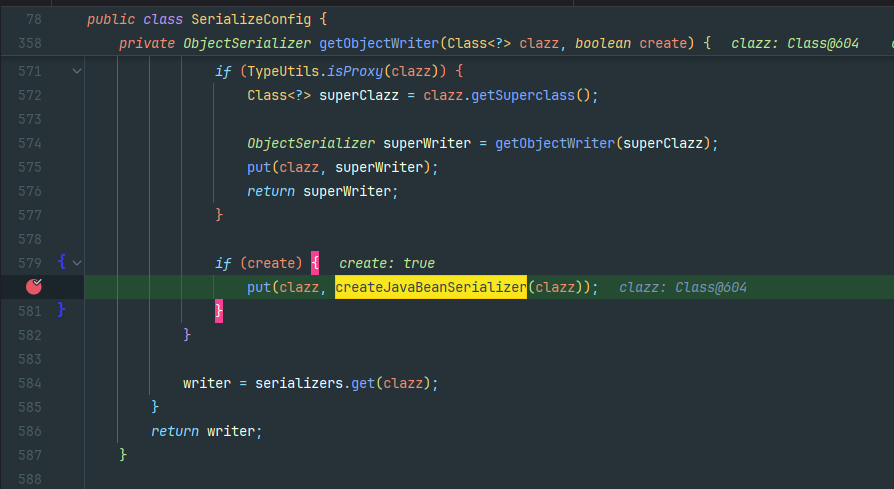 78 public class SerializeConfig {
358 private ObjectSerializer getObjectWriter(Class<?> clazz, boolean create) { clazz: Class@604
571 if (TypeUtils.isProxy(clazz)) {
572 Class<?> superClazz = clazz.getSuperclass();
573
574 ObjectSerializer superWriter = getObjectWriter(superClazz);
575 put(clazz, superWriter);
576 return superWriter;
577 }
578
579 { if (create) { create: true
put(clazz, createJavaBeanSerializer(clazz)); clazz: Class@604
581 } }
582 }
583
584 writer = serializers.get(clazz);
585 }
586 return writer;
587 }
588